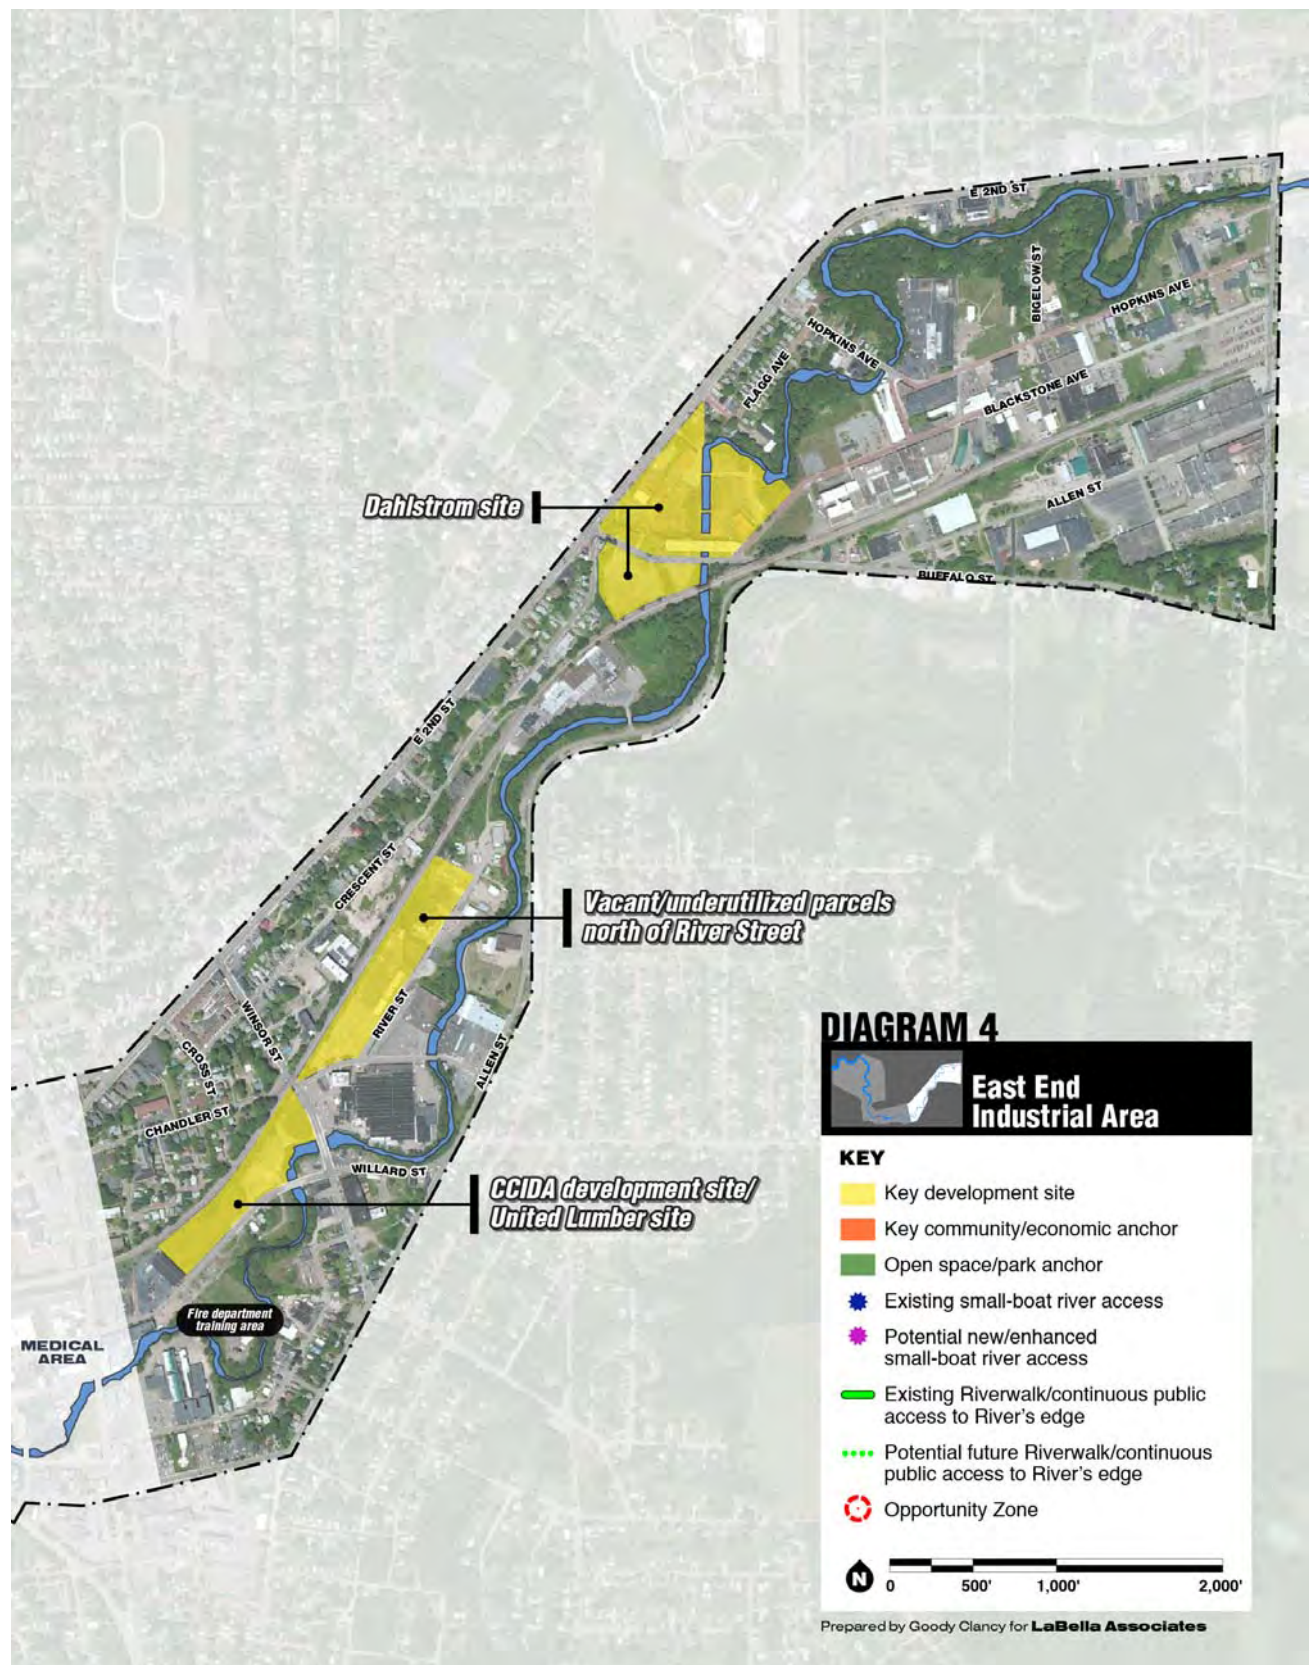 E 2ND ST
BIGELOW ST
HOPKINS AVE
HOPKINS AVE
FLAGG AVE
BLACKSTONE AVE
Dahlstrom site
ALLEN ST
BUFFALO ST
E 2ND ST
CRESCENT ST
Vacant/underutilized parcels
north of River Street
RIVER ST
WINSOR ST
CROSS ST
ALLEN ST
CHANDLER ST
WILLARD ST
CCIDA development site/
United Lumber site
Fire department
training area
MEDICAL
AREA
DIAGRAM 4
East End
Industrial Area
KEY
Key development site
Key community/economic anchor
Open space/park anchor
Existing small-boat river access
Potential new/enhanced
small-boat river access
Existing Riverwalk/continuous public
access to River's edge
Potential future Riverwalk/continuous
public access to River's edge
Opportunity Zone
N
0 500' 1,000' 2,000'
Prepared by Goody Clancy for LaBella Associates